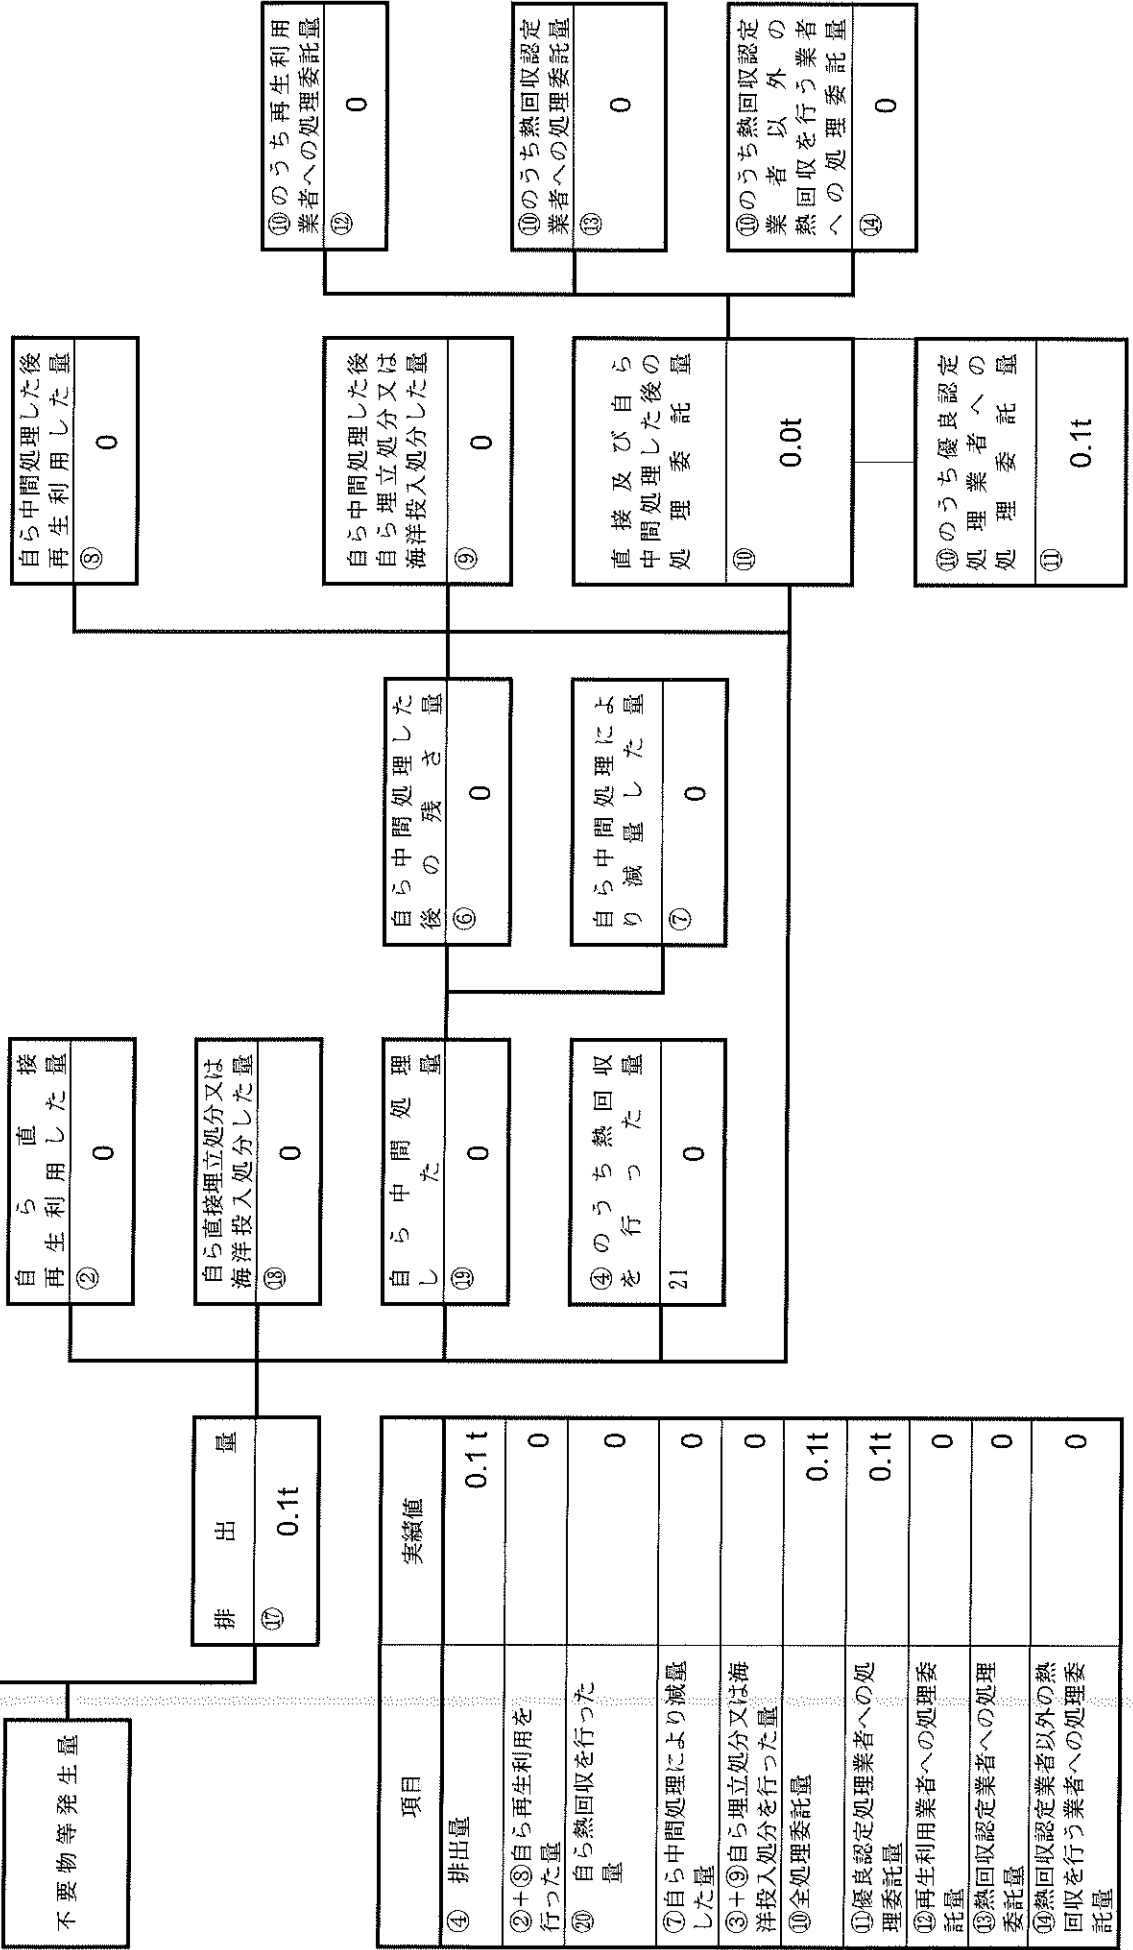 不要物等発生量
排出量
⑰
0.1t
自ら直接
再生利用した量
②
0
自ら直接埋立処分又は
海洋投入処分した量
⑱
0
自ら中間処理
した量
⑲
0
④のうち熱回収
を行った量
21
0
自ら中間処理した
後の残さ量
⑥
0
自ら中間処理によ
り減量した量
⑦
0
自ら中間処理した後
再生利用した量
⑧
0
自ら中間処理した後
自ら埋立処分又は
海洋投入処分した量
⑨
0
直接及び自ら
中間処理した後の
処理委託量
⑩
0.0t
⑩のうち優良認定
処理業者への
処理委託量
⑪
0.1t
⑩のうち再生利用
業者への処理委託量
⑫
0
⑩のうち熱回収認定
業者への処理委託量
⑬
0
⑩のうち熱回収認定
業者以外の
熱回収を行う業者
への処理委託量
⑭
0
項目 実績値
④ 排出量 0.1 t
②+⑧自ら再生利用を
行った量 0
⑳ 自ら熱回収を行った
量 0
⑦自ら中間処理により減量
した量 0
③+⑨自ら埋立処分又は海
洋投入処分を行った量 0
⑩全処理委託量 0.1t
⑪優良認定処理業者への処
理委託量 0.1t
⑫再生利用業者への処理委
託量 0
⑬熱回収認定業者への処理
委託量 0
⑭熱回収認定業者以外の熱
回収を行う業者への処理委
託量 0